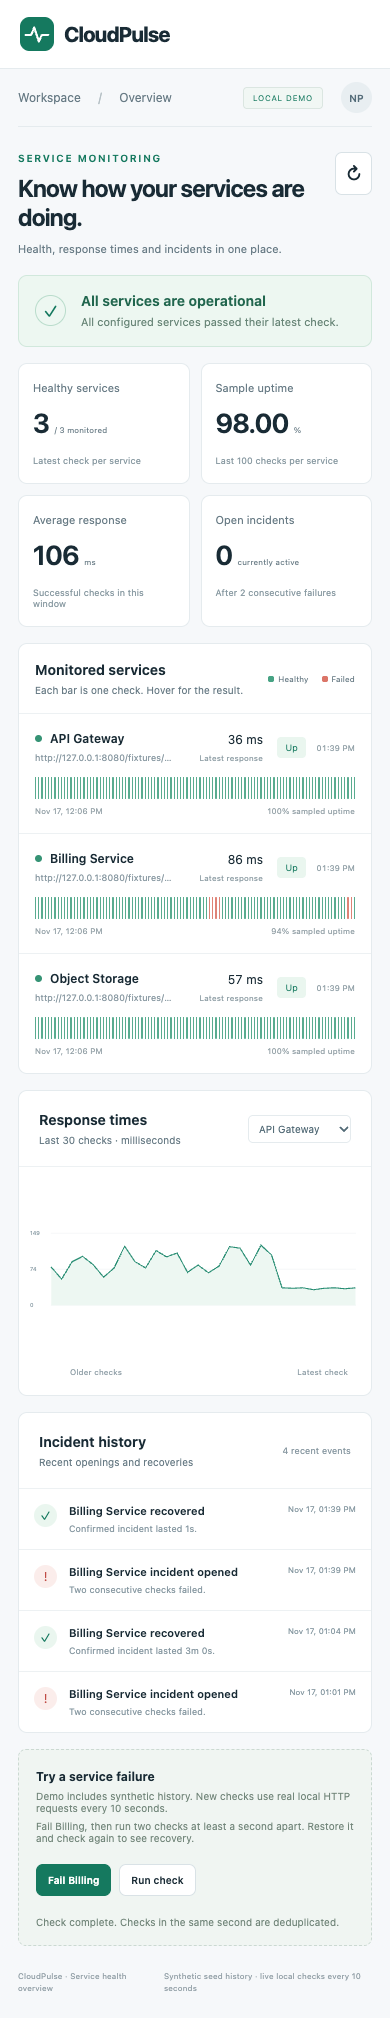 CloudPulse
Workspace / Overview
LOCAL DEMO
NP
SERVICE MONITORING
Know how your services are
doing.
Health, response times and incidents in one place.
All services are operational
All configured services passed their latest check.
Healthy services
3 / 3 monitored
Latest check per service
Sample uptime
98.00 %
Last 100 checks per service
Average response
106 ms
Successful checks in this
window
Open incidents
0 currently active
After 2 consecutive failures
Monitored services
Each bar is one check. Hover for the result.
Healthy
Failed
API Gateway
http://127.0.0.1:8080/fixtures/...
36 ms
Latest response
Up
01:39 PM
Nov 17, 12:06 PM
100% sampled uptime
Billing Service
http://127.0.0.1:8080/fixtures/...
86 ms
Latest response
Up
01:39 PM
Nov 17, 12:06 PM
94% sampled uptime
Object Storage
http://127.0.0.1:8080/fixtures/...
57 ms
Latest response
Up
01:39 PM
Nov 17, 12:06 PM
100% sampled uptime
Response times
Last 30 checks · milliseconds
API Gateway
149
74
0
Older checks
Latest check
Incident history
Recent openings and recoveries
4 recent events
Billing Service recovered
Confirmed incident lasted 1s.
Nov 17, 01:39 PM
!
Billing Service incident opened
Two consecutive checks failed.
Nov 17, 01:39 PM
Billing Service recovered
Confirmed incident lasted 3m 0s.
Nov 17, 01:04 PM
!
Billing Service incident opened
Two consecutive checks failed.
Nov 17, 01:01 PM
Try a service failure
Demo includes synthetic history. New checks use real local HTTP
requests every 10 seconds.
Fail Billing, then run two checks at least a second apart. Restore it
and check again to see recovery.
Fail Billing
Run check
Check complete. Checks in the same second are deduplicated.
CloudPulse · Service health
overview
Synthetic seed history · live local checks every 10
seconds